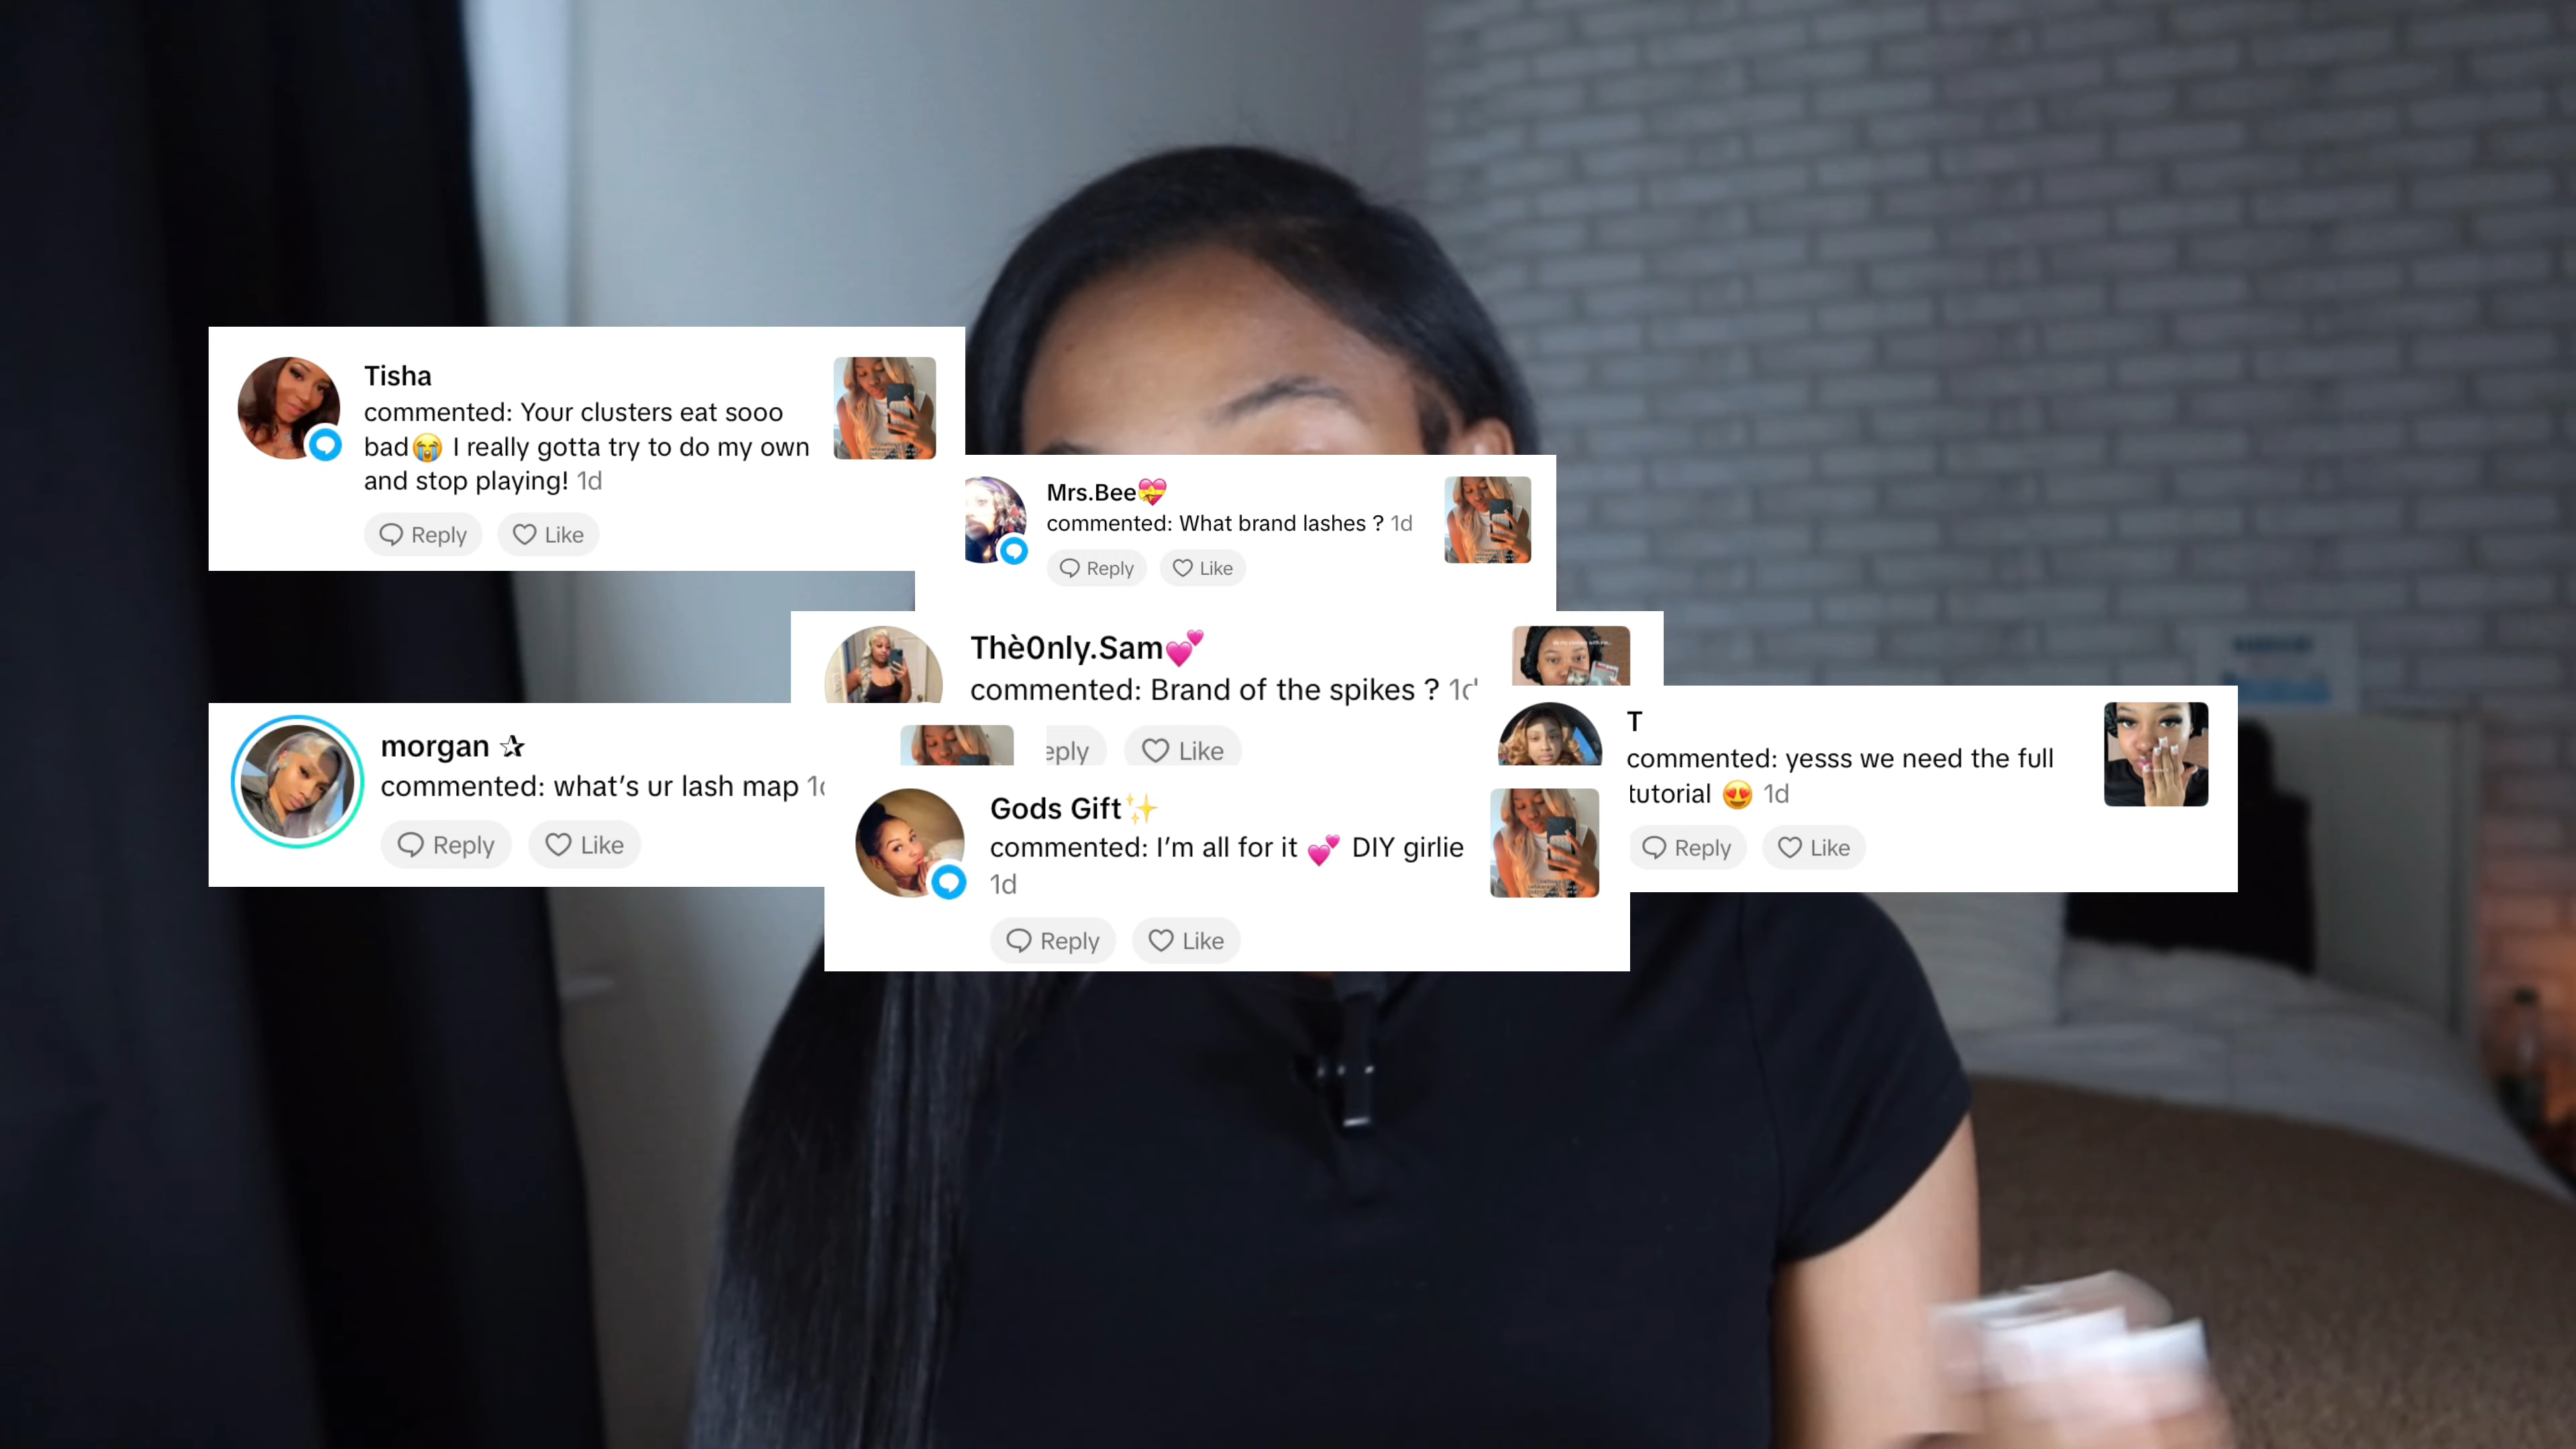 Tisha
commented: Your clusters eat sooo
bad😭 I really gotta try to do my own
and stop playing! 1d
Reply Like
Mrs.Bee💝
commented: What brand lashes ? 1d
Reply Like
Thè0nly.Sam💕
commented: Brand of the spikes ?
Like
morgan ✰
commented: what's ur lash map
Reply Like
T
commented: yesss we need the full
tutorial 😍 1d
Reply Like
Gods Gift✨
commented: I'm all for it 💕 DIY girlie
1d
Reply Like